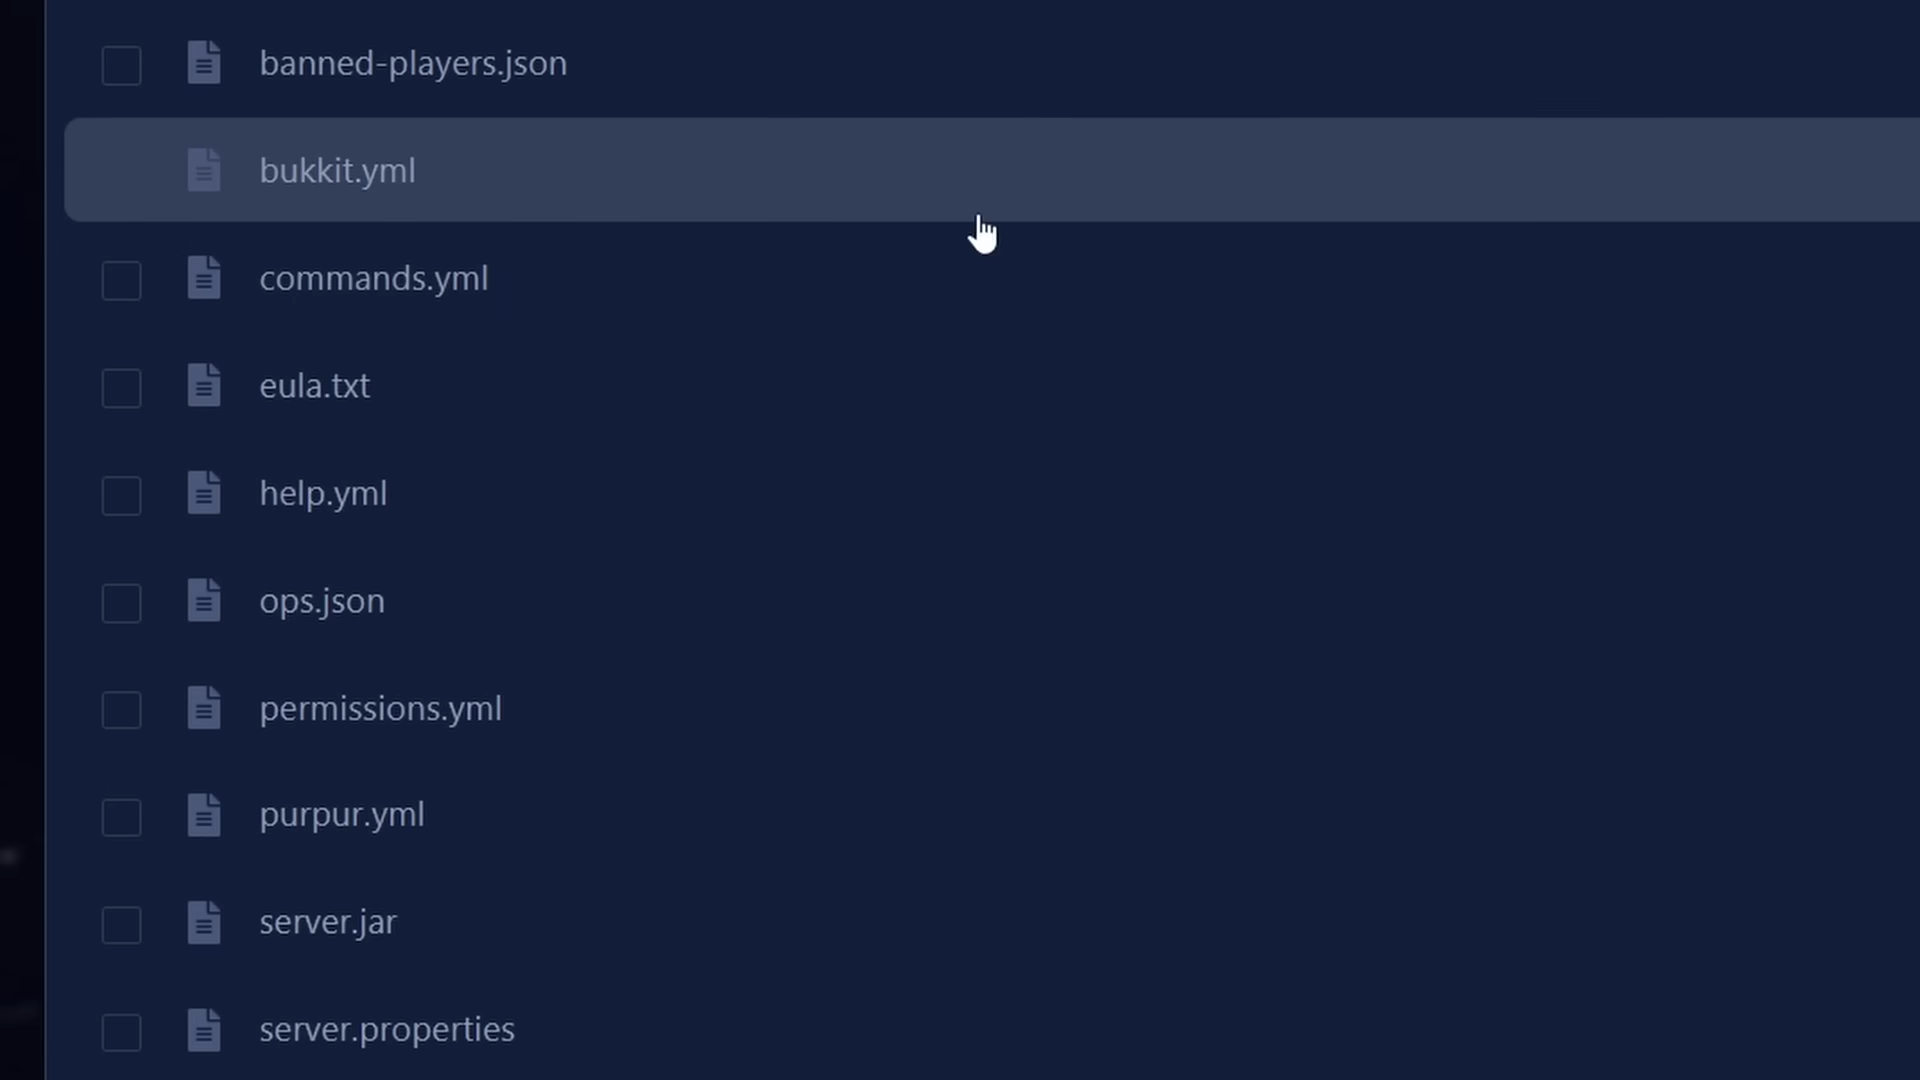 banned-players.json
bukkit.yml
commands.yml
eula.txt
help.yml
ops.json
permissions.yml
purpur.yml
server.jar
server.properties